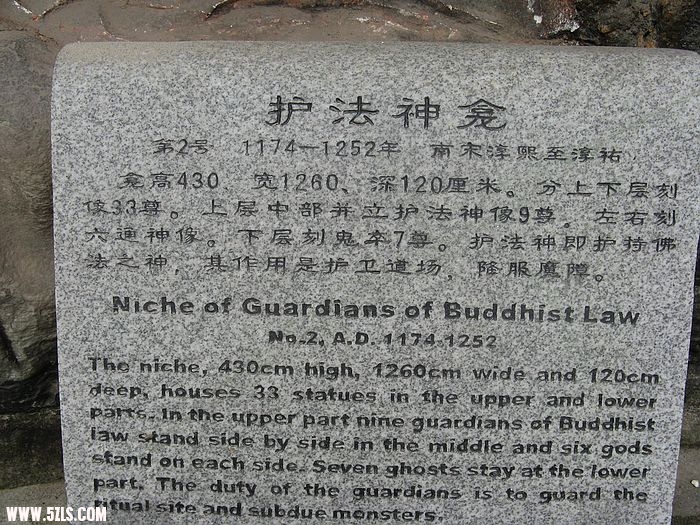 护法神龛
第2号 1174—1252年 南宋淳熙至淳祐
龛高430、宽1260、深120厘米。分上下层刻
像33尊。上层中部并立护法神像9尊。左右刻
六通神像。下层刻鬼卒7尊。护法神即护持佛
法之神，其作用是护卫道场，降服魔障。
Niche of Guardians of Buddhist Law
No.2, A.D. 1174-1252
The niche, 430cm high, 1260cm wide and 120cm
deep, houses 33 statues in the upper and lower
parts. In the upper part nine guardians of Buddhist
law stand side by side in the middle and six gods
stand on each side. Seven ghosts stay at the lower
part. The duty of the guardians is to guard the
ritual site and subdue monsters.
WWW.5ZLS.COM